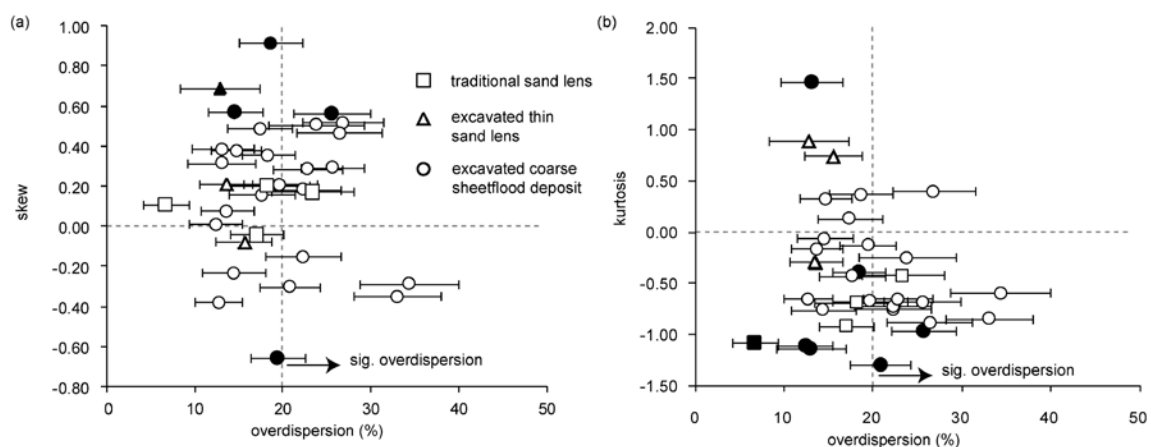 (a)
1.00
0.80
0.60
0.40
0.20
0.00
-0.20
-0.40
-0.60
-0.80
skew
0
10
20
30
40
50
overdispersion (%)
traditional sand lens
excavated thin
sand lens
excavated coarse
sheetflood deposit
sig. overdispersion
(b)
2.00
1.50
1.00
0.50
0.00
-0.50
-1.00
-1.50
kurtosis
0
10
20
30
40
50
overdispersion (%)
sig. overdispersion